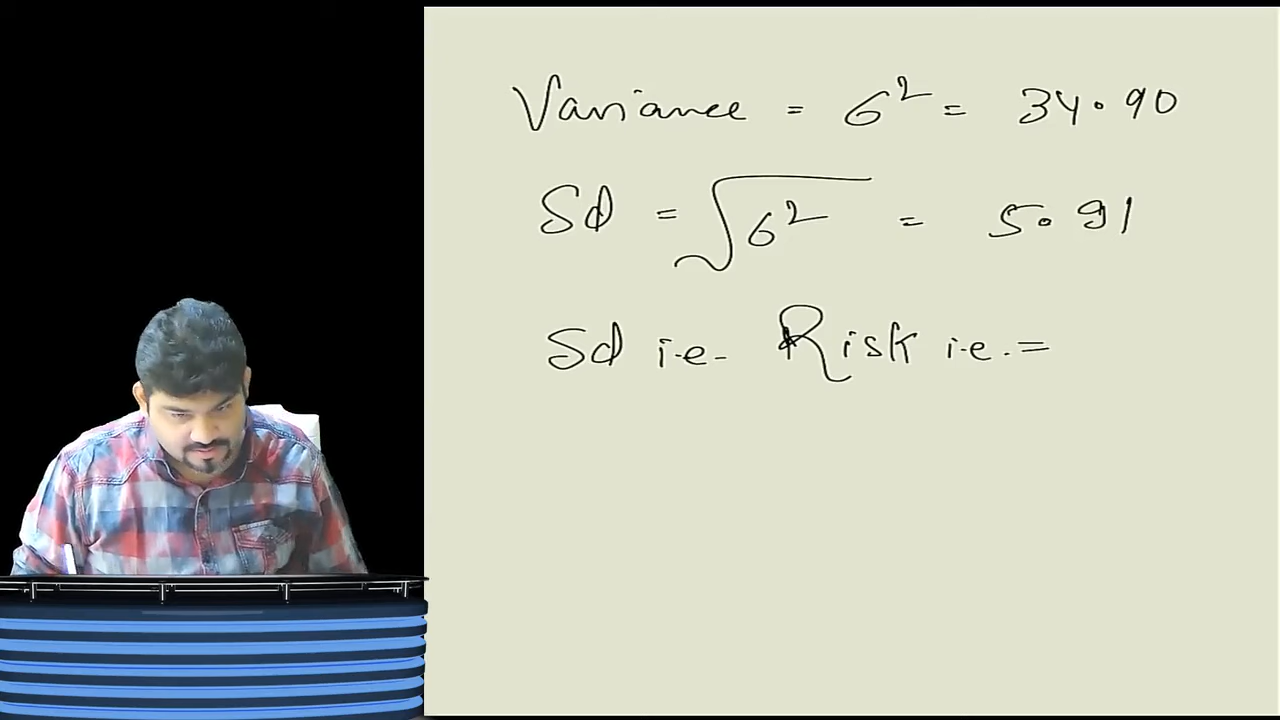 Variance = σ² = 34.90
Sd = √σ² = 5.91
Sd i.e. Risk i.e. =